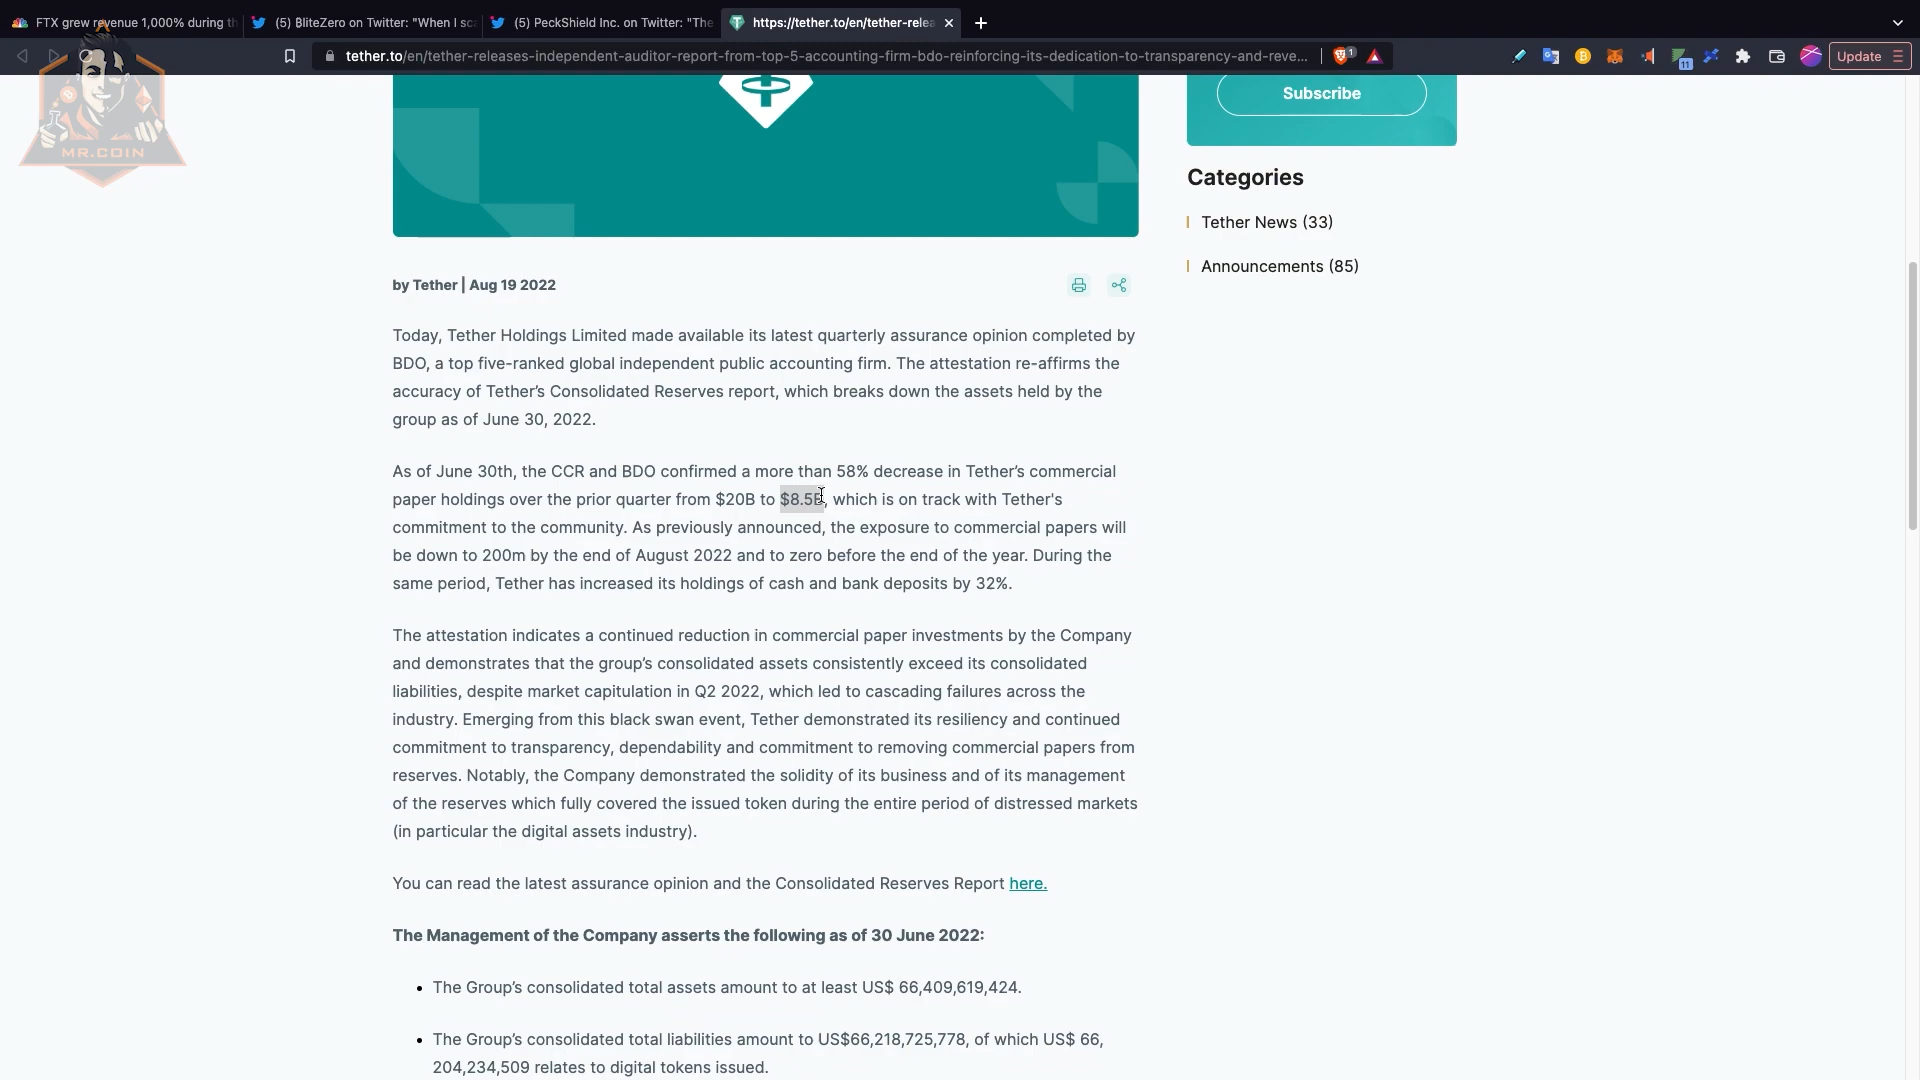 FTX grew revenue 1,000% during th
(5) ₿liteZero on Twitter: "When I sca
(5) PeckShield Inc. on Twitter: "The
https://tether.to/en/tether-relea
tether.to/en/tether-releases-independent-auditor-report-from-top-5-accounting-firm-bdo-reinforcing-its-dedication-to-transparency-and-reve...
1
11
Update
MR.COIN
Subscribe
Categories
Tether News (33)
Announcements (85)
by Tether | Aug 19 2022
Today, Tether Holdings Limited made available its latest quarterly assurance opinion completed by
BDO, a top five-ranked global independent public accounting firm. The attestation re-affirms the
accuracy of Tether’s Consolidated Reserves report, which breaks down the assets held by the
group as of June 30, 2022.
As of June 30th, the CCR and BDO confirmed a more than 58% decrease in Tether’s commercial
paper holdings over the prior quarter from $20B to $8.5B, which is on track with Tether's
commitment to the community. As previously announced, the exposure to commercial papers will
be down to 200m by the end of August 2022 and to zero before the end of the year. During the
same period, Tether has increased its holdings of cash and bank deposits by 32%.
The attestation indicates a continued reduction in commercial paper investments by the Company
and demonstrates that the group’s consolidated assets consistently exceed its consolidated
liabilities, despite market capitulation in Q2 2022, which led to cascading failures across the
industry. Emerging from this black swan event, Tether demonstrated its resiliency and continued
commitment to transparency, dependability and commitment to removing commercial papers from
reserves. Notably, the Company demonstrated the solidity of its business and of its management
of the reserves which fully covered the issued token during the entire period of distressed markets
(in particular the digital assets industry).
You can read the latest assurance opinion and the Consolidated Reserves Report here.
The Management of the Company asserts the following as of 30 June 2022:
• The Group’s consolidated total assets amount to at least US$ 66,409,619,424.
• The Group’s consolidated total liabilities amount to US$66,218,725,778, of which US$ 66,
204,234,509 relates to digital tokens issued.